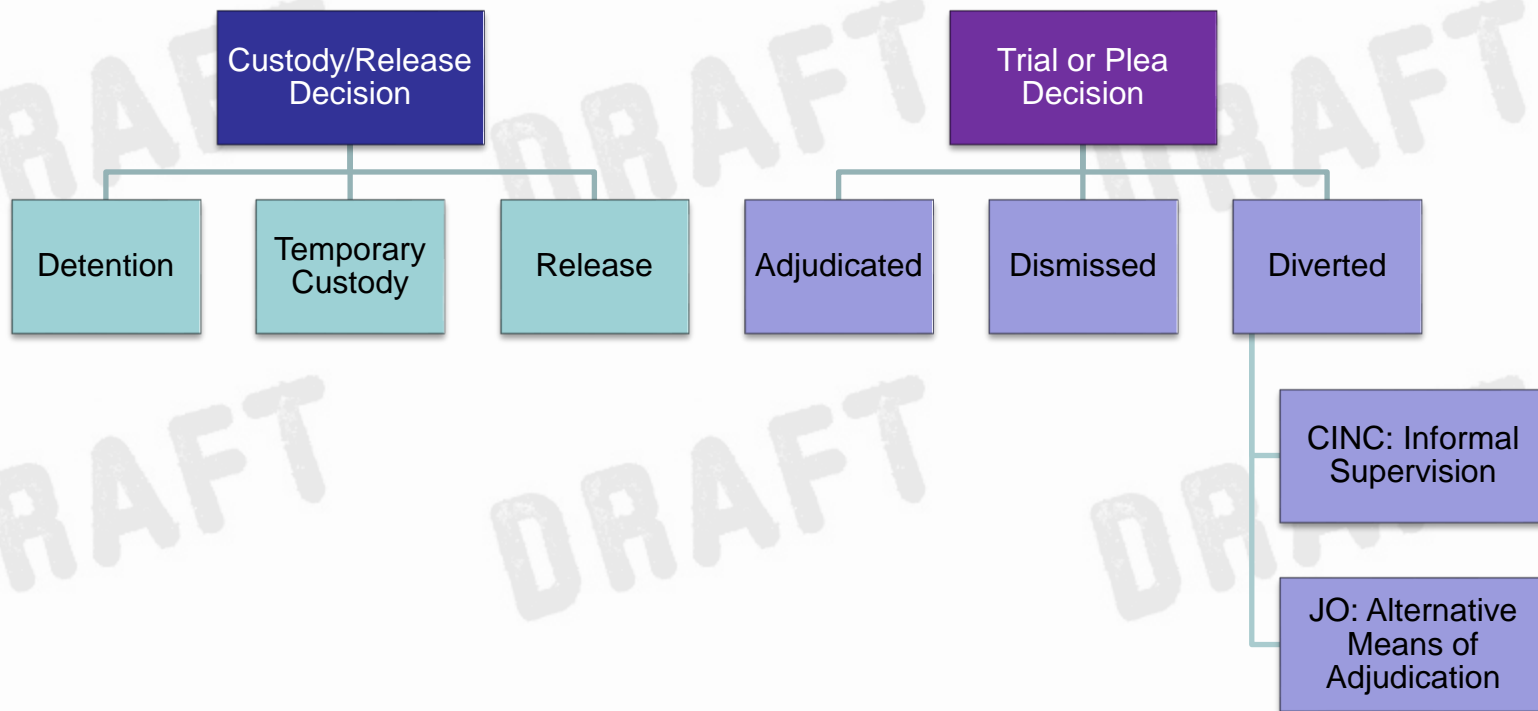 Custody/Release
Decision
Detention
Temporary
Custody
Release
Trial or Plea
Decision
Adjudicated
Dismissed
Diverted
CINC: Informal
Supervision
JO: Alternative
Means of
Adjudication
DRAFT
DRAFT
DRAFT
DRAFT
DRAFT
DRAFT